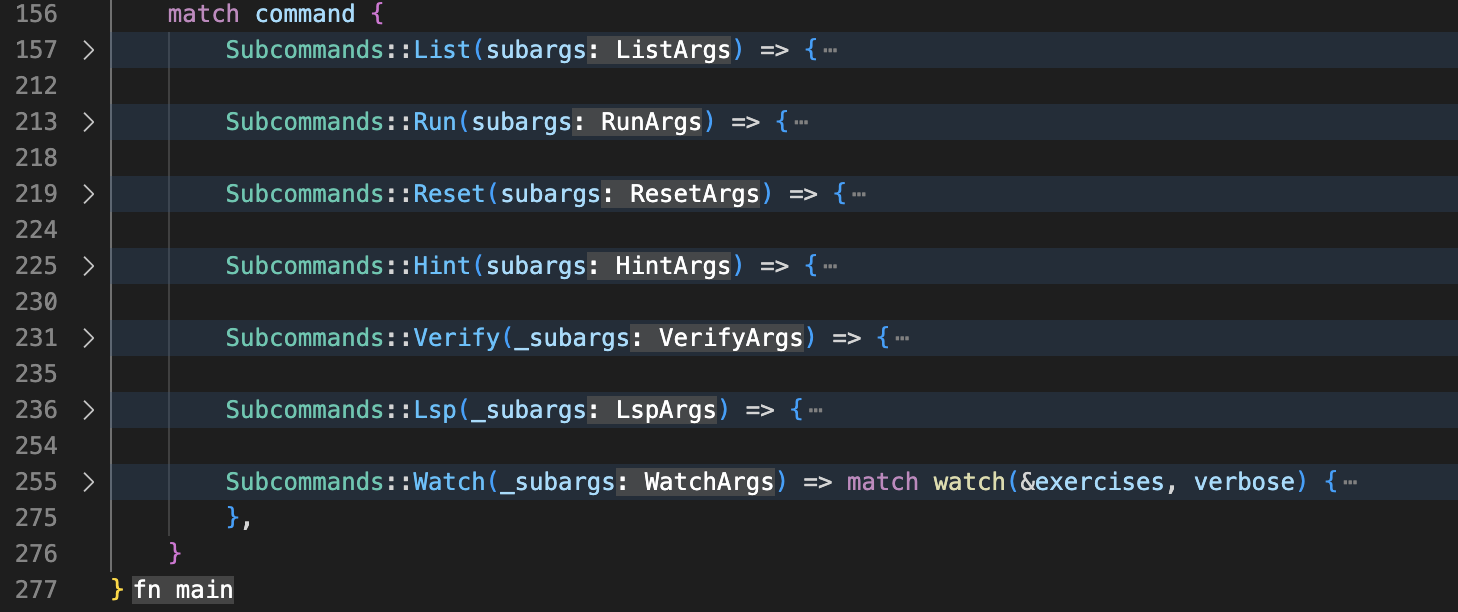 156 match command {
157 > Subcommands::List(subargs: ListArgs) => { ⋯
212
213 > Subcommands::Run(subargs: RunArgs) => { ⋯
218
219 > Subcommands::Reset(subargs: ResetArgs) => { ⋯
224
225 > Subcommands::Hint(subargs: HintArgs) => { ⋯
230
231 > Subcommands::Verify(_subargs: VerifyArgs) => { ⋯
235
236 > Subcommands::Lsp(_subargs: LspArgs) => { ⋯
254
255 > Subcommands::Watch(_subargs: WatchArgs) => match watch(&exercises, verbose) { ⋯
275 },
276 }
277 } fn main